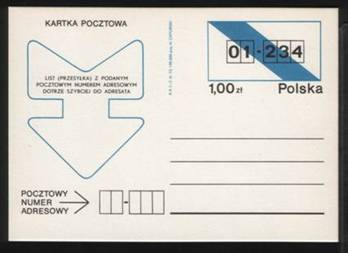 KARTKA POCZTOWA
01-234
1,00 zł Polska
LIST (PRZESYŁKA) Z PODANYM
POCZTOWYM NUMEREM ADRESOWYM
DOTRZE SZYBCIEJ DO ADRESATA
POCZTOWY
NUMER
ADRESOWY